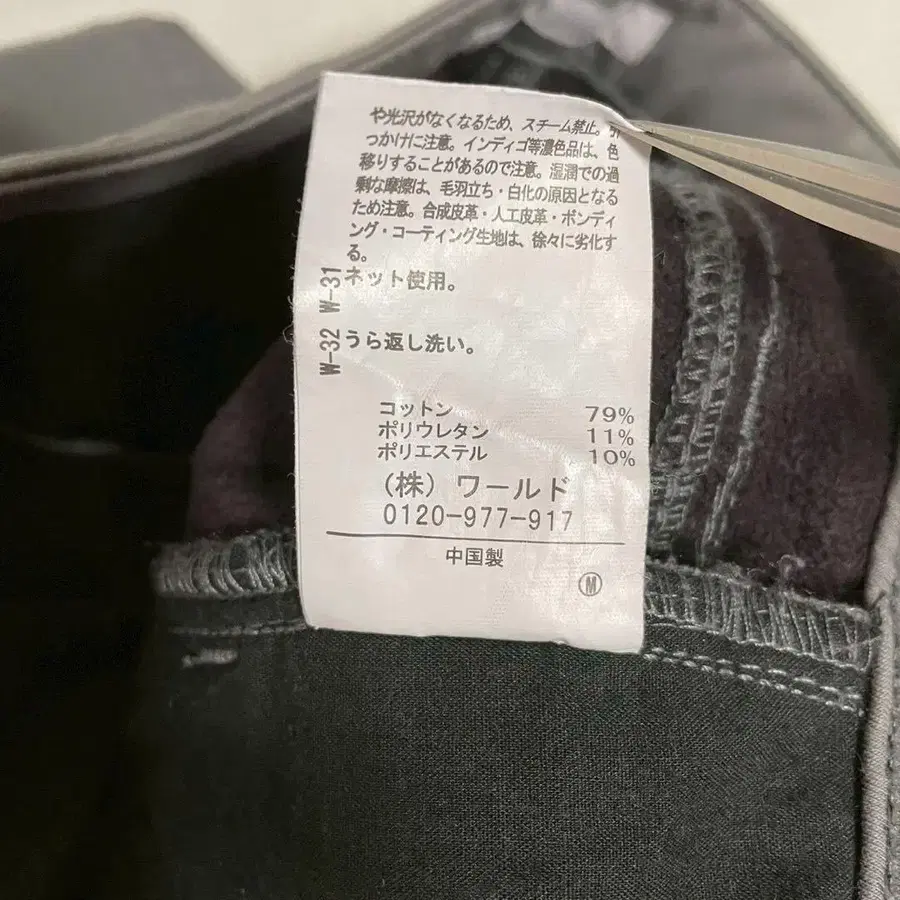 や光沢がなくなるため、スチーム禁止。引
っかけに注意。インディゴ等濃色品は、色
移りすることがあるので注意。湿潤での過
剰な摩擦は、毛羽立ち・白化の原因となる
ため注意。合成皮革・人工皮革・ボンディ
ング・コーティング生地は、徐々に劣化す
る。
W-31 ネット使用。
W-32 うら返し洗い。
コットン 79%
ポリウレタン 11%
ポリエステル 10%
(株) ワールド
0120-977-917
中国製
Ⓜ